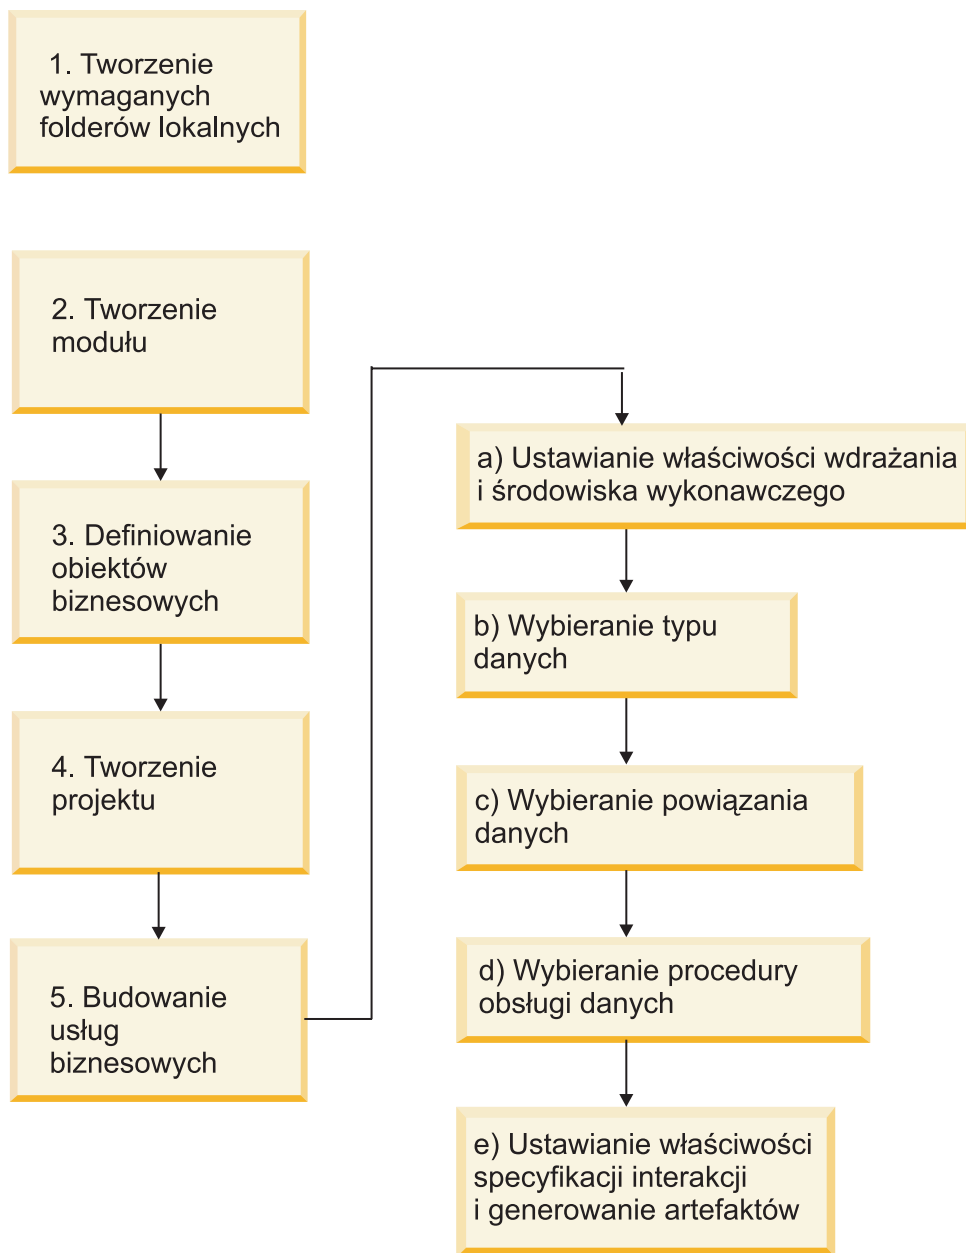 1. Tworzenie
wymaganych
folderów lokalnych
2. Tworzenie
modułu
3. Definiowanie
obiektów
biznesowych
4. Tworzenie
projektu
5. Budowanie
usług
biznesowych
a) Ustawianie właściwości wdrażania
i środowiska wykonawczego
b) Wybieranie typu
danych
c) Wybieranie powiązania
danych
d) Wybieranie procedury
obsługi danych
e) Ustawianie właściwości
specyfikacji interakcji
i generowanie artefaktów